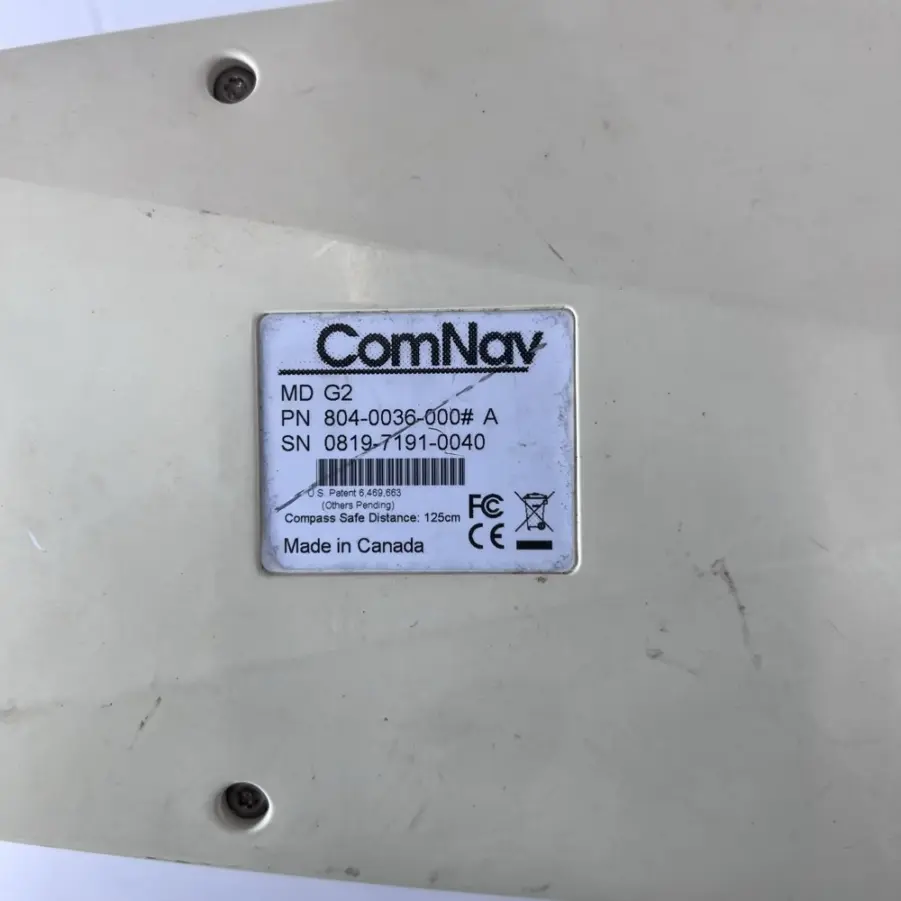 ComNav
MD G2
PN 804-0036-000# A
SN 0819-7191-0040
U.S. Patent 6,469,663
(Others Pending)
Compass Safe Distance: 125cm
FC
CE
Made in Canada